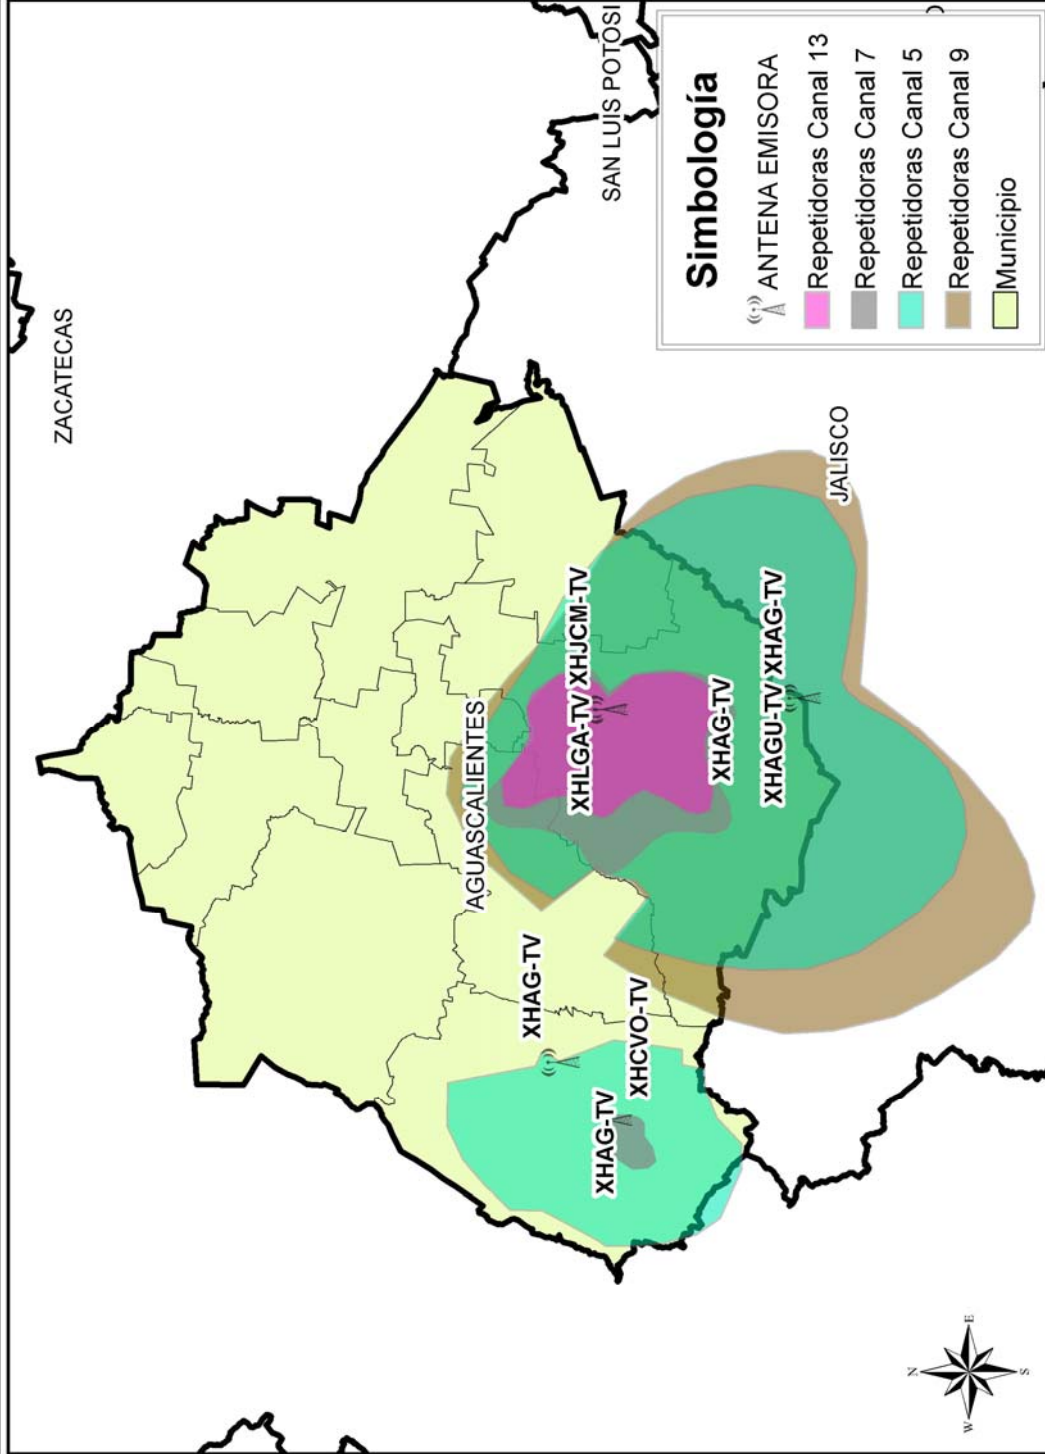 ZACATECAS
SAN LUIS POTOSI
AGUASCALIENTES
JALISCO
XHLGA-TV XHJCM-TV
XHAG-TV
XHAGU-TV XHAG-TV
XHAG-TV
XHCVO-TV
XHAG-TV
Simbología
ANTENA EMISORA
Repetidoras Canal 13
Repetidoras Canal 7
Repetidoras Canal 5
Repetidoras Canal 9
Municipio
N
W
E
S